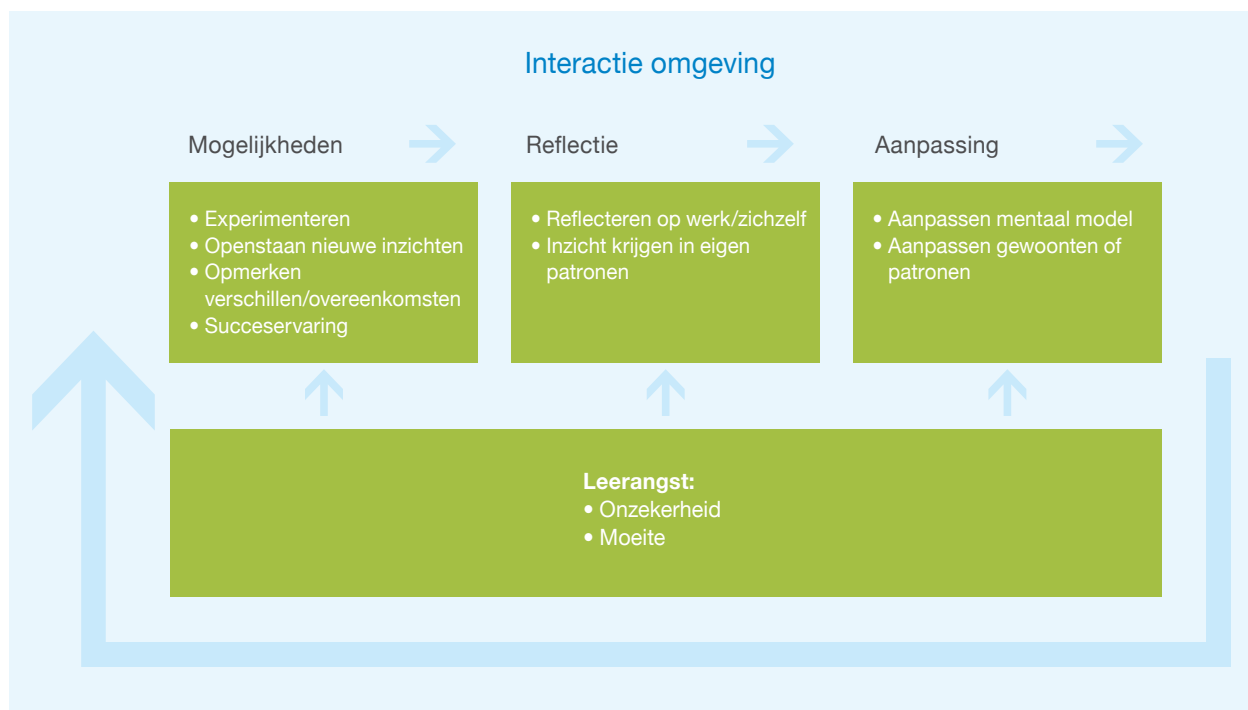 Interactie omgeving
Mogelijkheden
Reflectie
Aanpassing
• Experimenteren
• Openstaan nieuwe inzichten
• Opmerken
verschillen/overeenkomsten
• Succeservaring
• Reflecteren op werk/zichzelf
• Inzicht krijgen in eigen
patronen
• Aanpassen mentaal model
• Aanpassen gewoonten of
patronen
Leerangst:
• Onzekerheid
• Moeite